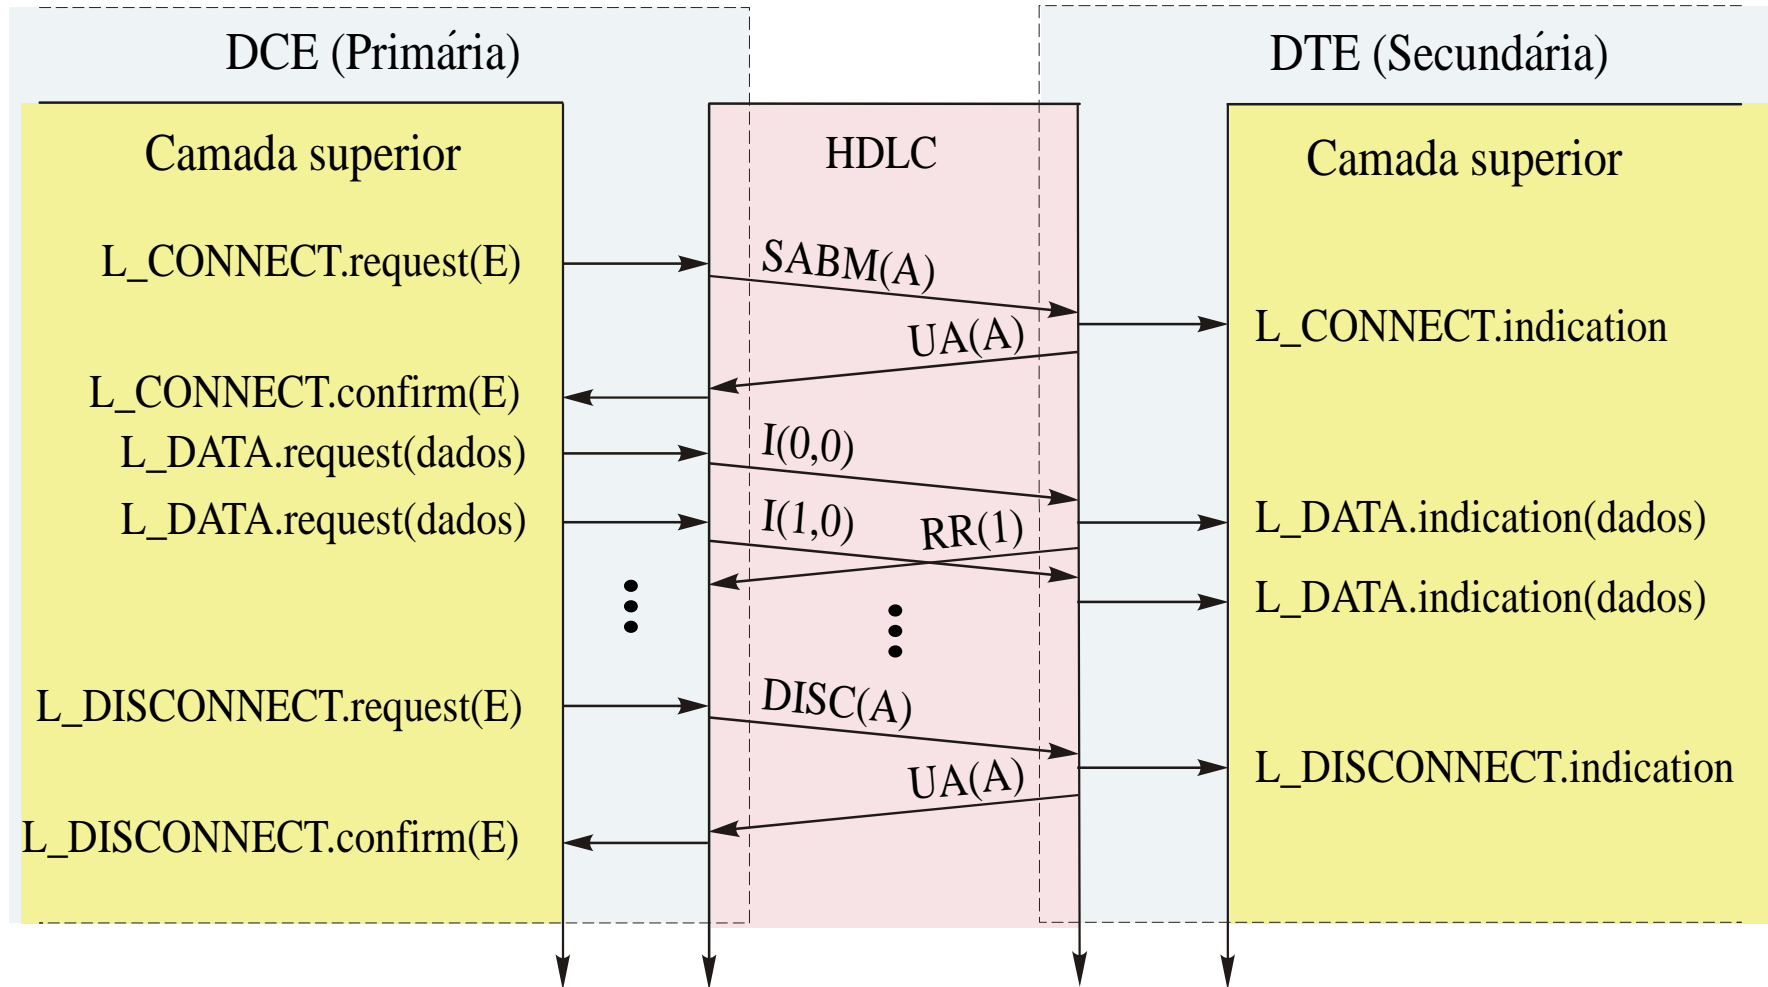 DCE (Primária)
DTE (Secundária)
Camada superior
HDLC
Camada superior
L_CONNECT.request(E)
SABM(A)
L_CONNECT.indication
UA(A)
L_CONNECT.confirm(E)
L_DATA.request(dados)
I(0,0)
L_DATA.request(dados)
I(1,0)
RR(1)
L_DATA.indication(dados)
L_DATA.indication(dados)
L_DISCONNECT.request(E)
DISC(A)
L_DISCONNECT.indication
UA(A)
L_DISCONNECT.confirm(E)